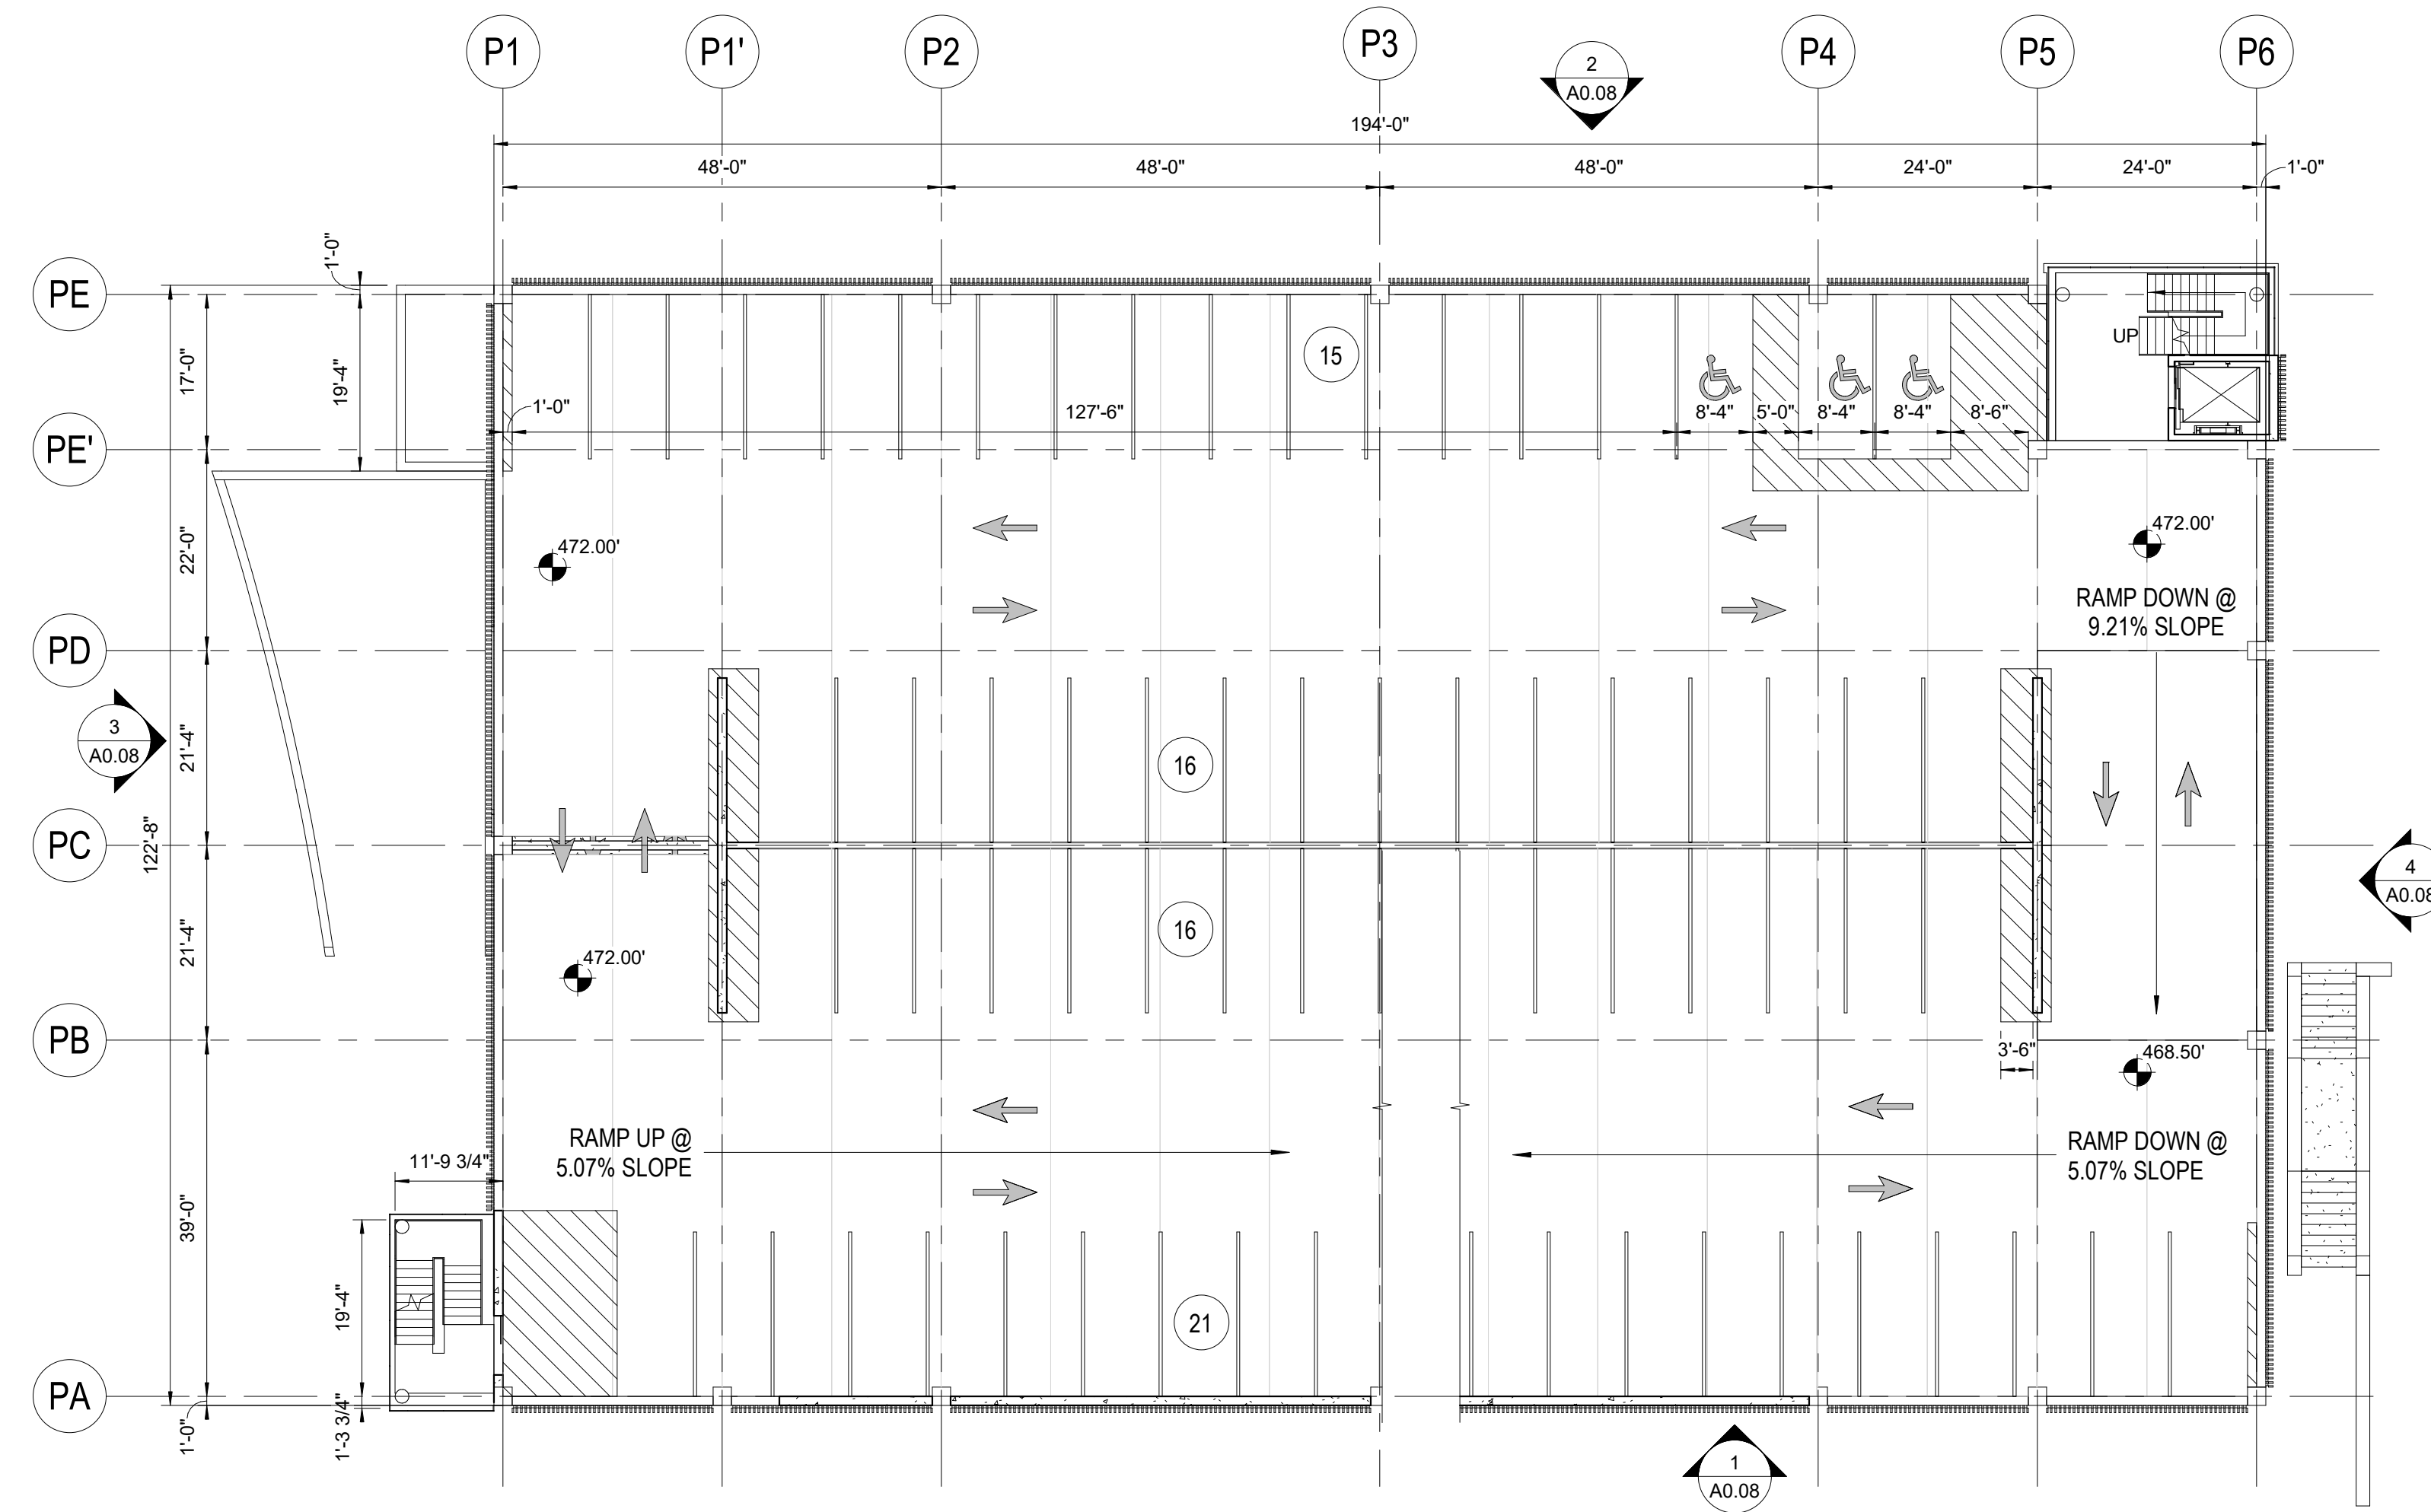 P1
P1'
P2
P3
P4
P5
P6
2
A0.08
194'-0"
48'-0"
48'-0"
48'-0"
24'-0"
24'-0"
1'-0"
1'-0"
PE
17'-0"
19'-4"
15
UP
1'-0"
127'-6"
8'-4"
5'-0"
8'-4"
8'-4"
8'-6"
PE'
22'-0"
472.00'
472.00'
RAMP DOWN @
9.21% SLOPE
PD
3
A0.08
21'-4"
16
PC
122'-8"
4
A0.08
21'-4"
16
472.00'
PB
3'-6"
468.50'
RAMP UP @
5.07% SLOPE
RAMP DOWN @
5.07% SLOPE
11'-9 3/4"
39'-0"
19'-4"
21
PA
1'-0"
1'-3 3/4"
1
A0.08